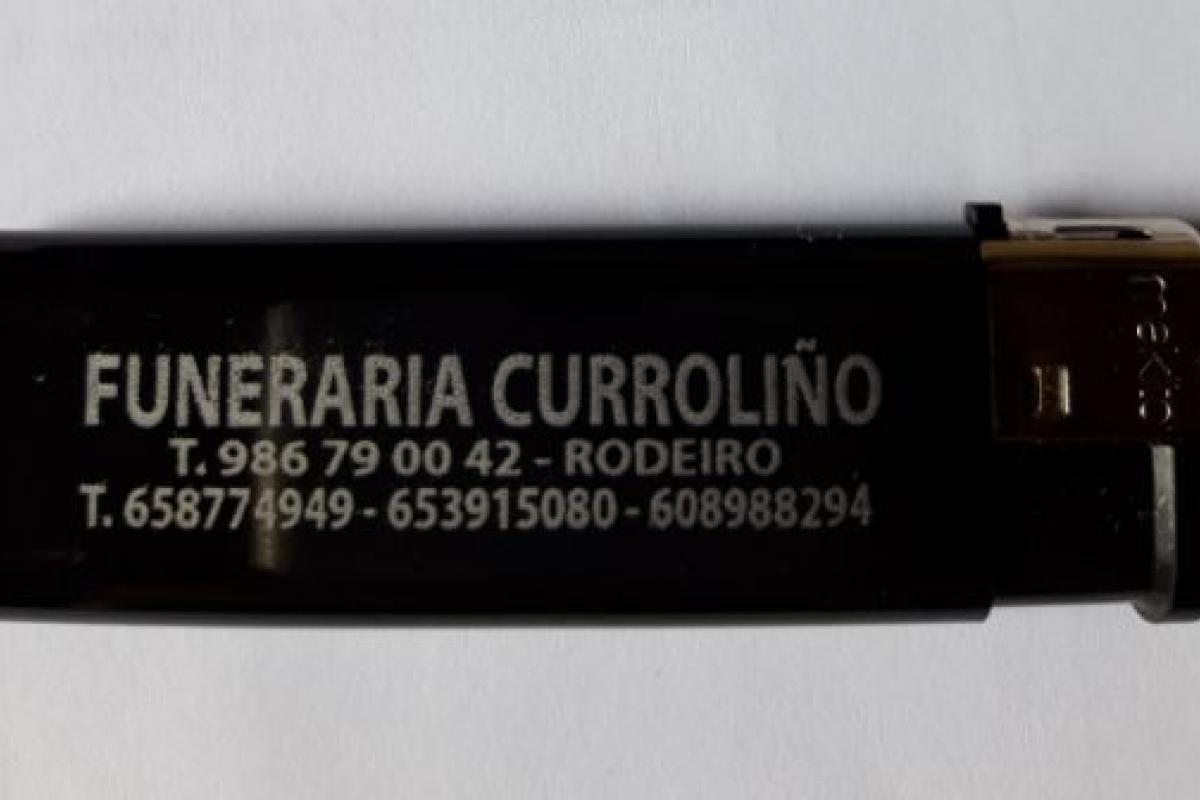 FUNERARIA CURROLIÑO
T. 986 79 00 42 - RODEIRO
T. 658774949 - 653915080 - 608988294